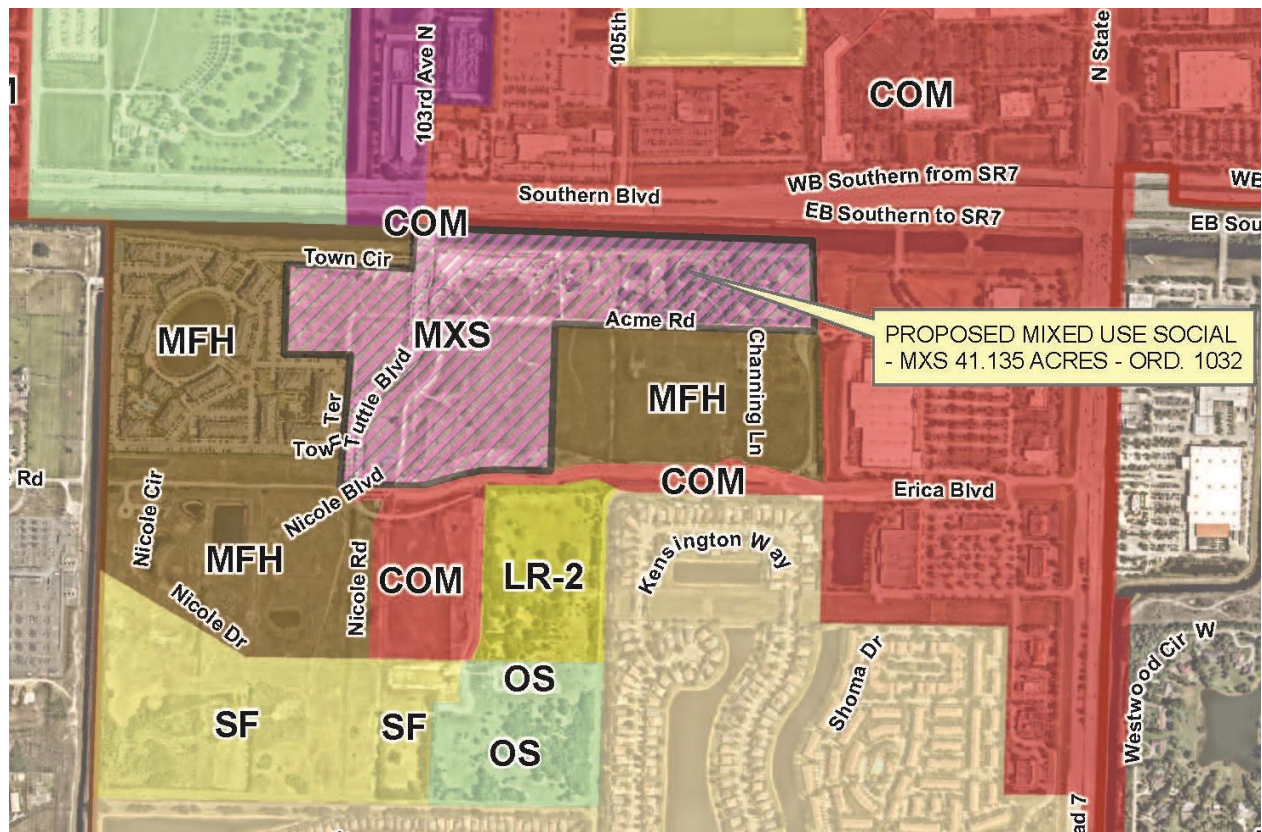 103rd Ave N
105th
COM
N State
Southern Blvd
WB Southern from SR7
WB
COM
EB Southern to SR7
EB Sou
Town Cir
MFH
MXS
Acme Rd
PROPOSED MIXED USE SOCIAL
- MXS 41.135 ACRES - ORD. 1032
Tuttle Blvd
MFH
Channing Ln
Town Ter
Rd
COM
Erica Blvd
Nicole Cir
Nicole Blvd
MFH
Nicole Rd
COM
LR-2
Kensington Way
Nicole Dr
OS
Shoma Dr
Westwood Cir W
SF
SF
OS
ad 7